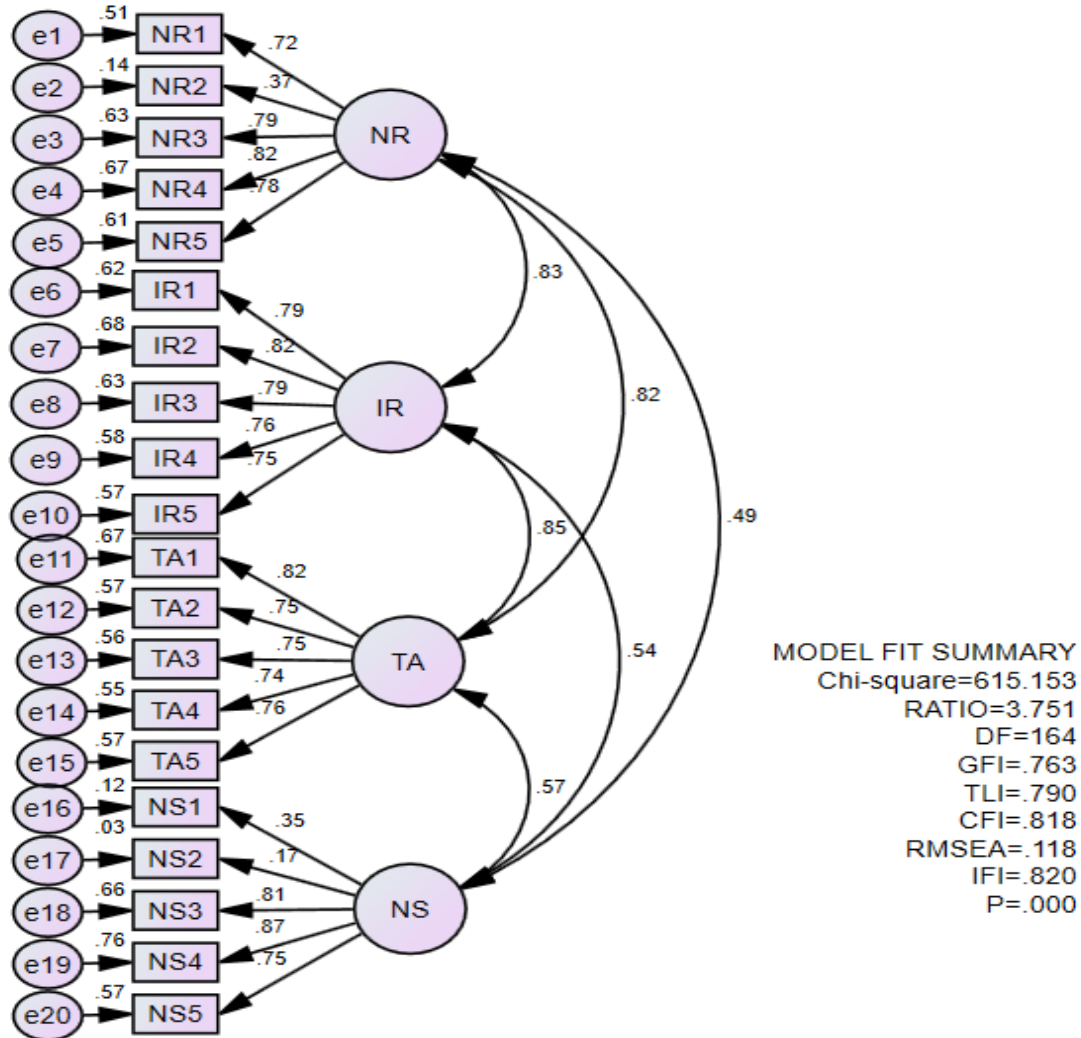 .51
e1 NR1
.72
.14
e2 NR2
.37
.63
e3 NR3
.79
NR
.67
e4 NR4
.82
.61
e5 NR5
.78
.62
e6 IR1
.79
.68
e7 IR2
.82
.63
e8 IR3
.79
IR
.58
e9 IR4
.76
.57
e10 IR5
.75
.67
e11 TA1
.82
.57
e12 TA2
.75
.56
e13 TA3
.75
TA
.55
e14 TA4
.74
.57
e15 TA5
.76
.12
e16 NS1
.35
.03
e17 NS2
.17
.66
e18 NS3
.81
NS
.76
e19 NS4
.87
.57
e20 NS5
.75
.83
.82
.49
.85
.54
.57
MODEL FIT SUMMARY
Chi-square=615.153
RATIO=3.751
DF=164
GFI=.763
TLI=.790
CFI=.818
RMSEA=.118
IFI=.820
P=.000